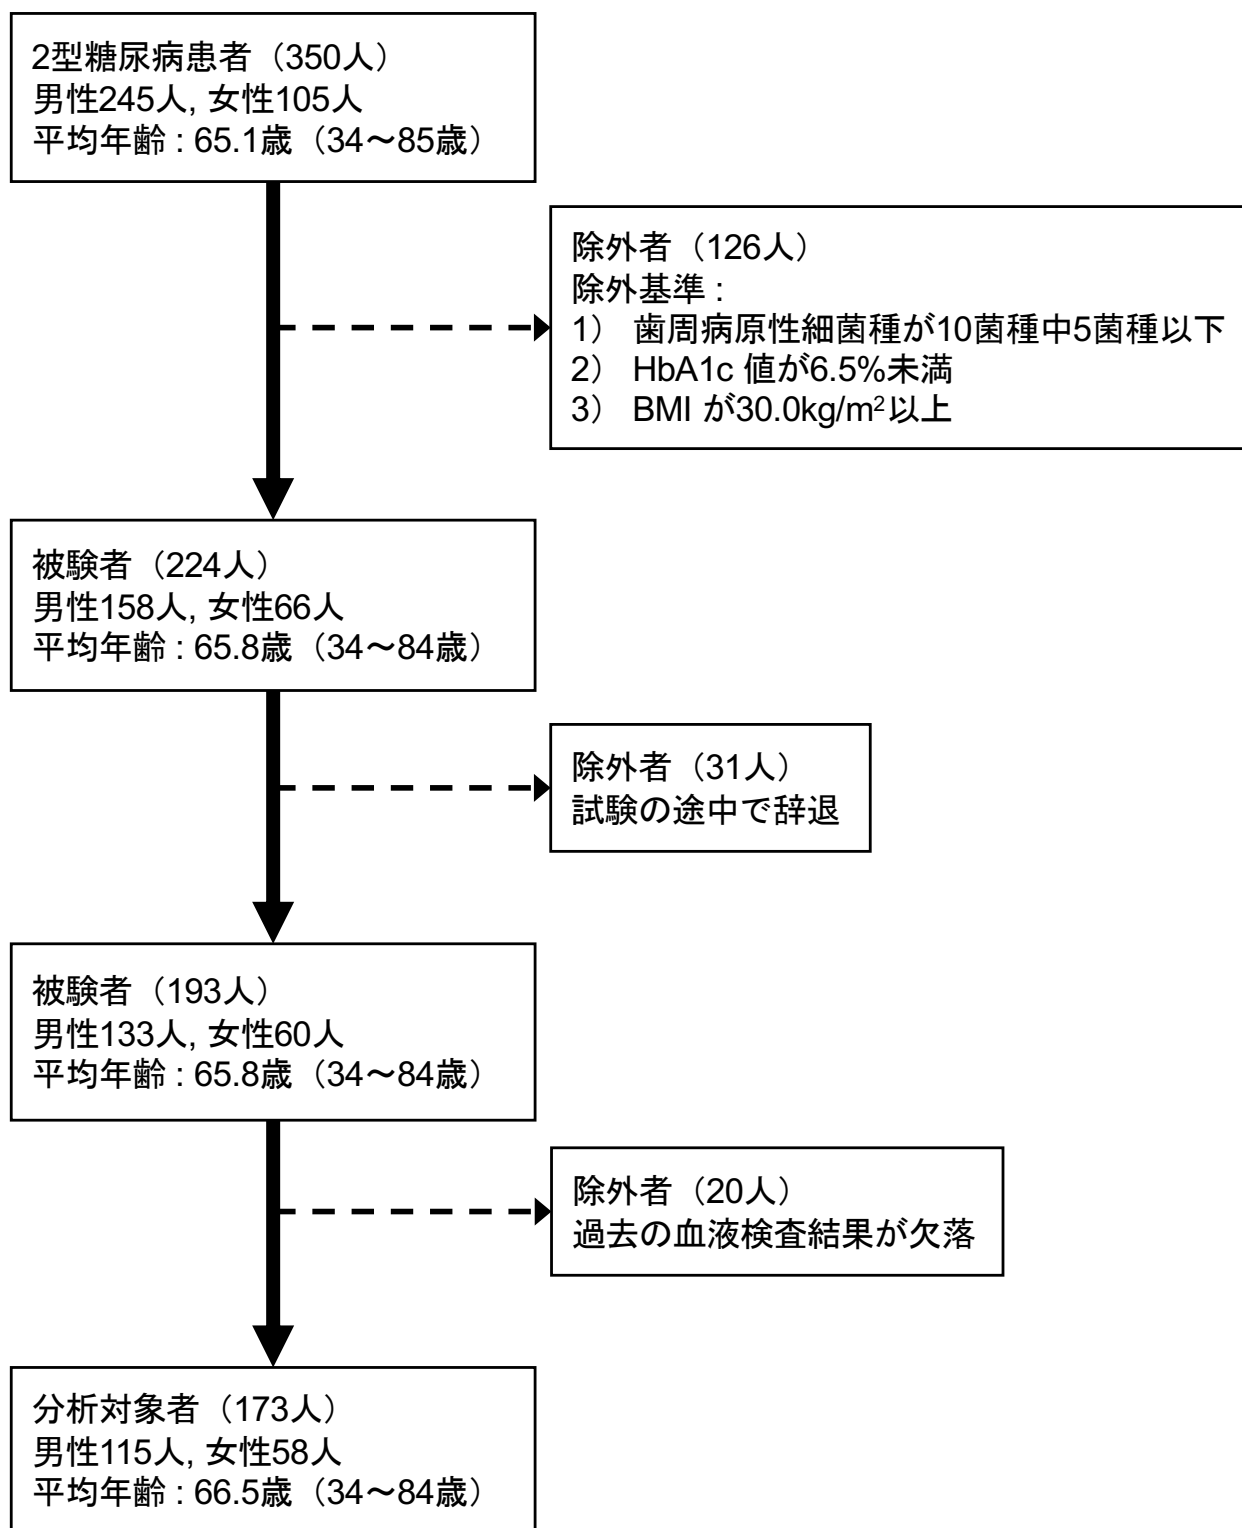 2型糖尿病患者（350人）
男性245人, 女性105人
平均年齢 : 65.1歳（34～85歳）
除外者（126人）
除外基準 :
1） 歯周病原性細菌種が10菌種中5菌種以下
2） HbA1c 値が6.5%未満
3） BMI が30.0kg/m²以上
被験者（224人）
男性158人, 女性66人
平均年齢 : 65.8歳（34～84歳）
除外者（31人）
試験の途中で辞退
被験者（193人）
男性133人, 女性60人
平均年齢 : 65.8歳（34～84歳）
除外者（20人）
過去の血液検査結果が欠落
分析対象者（173人）
男性115人, 女性58人
平均年齢 : 66.5歳（34～84歳）